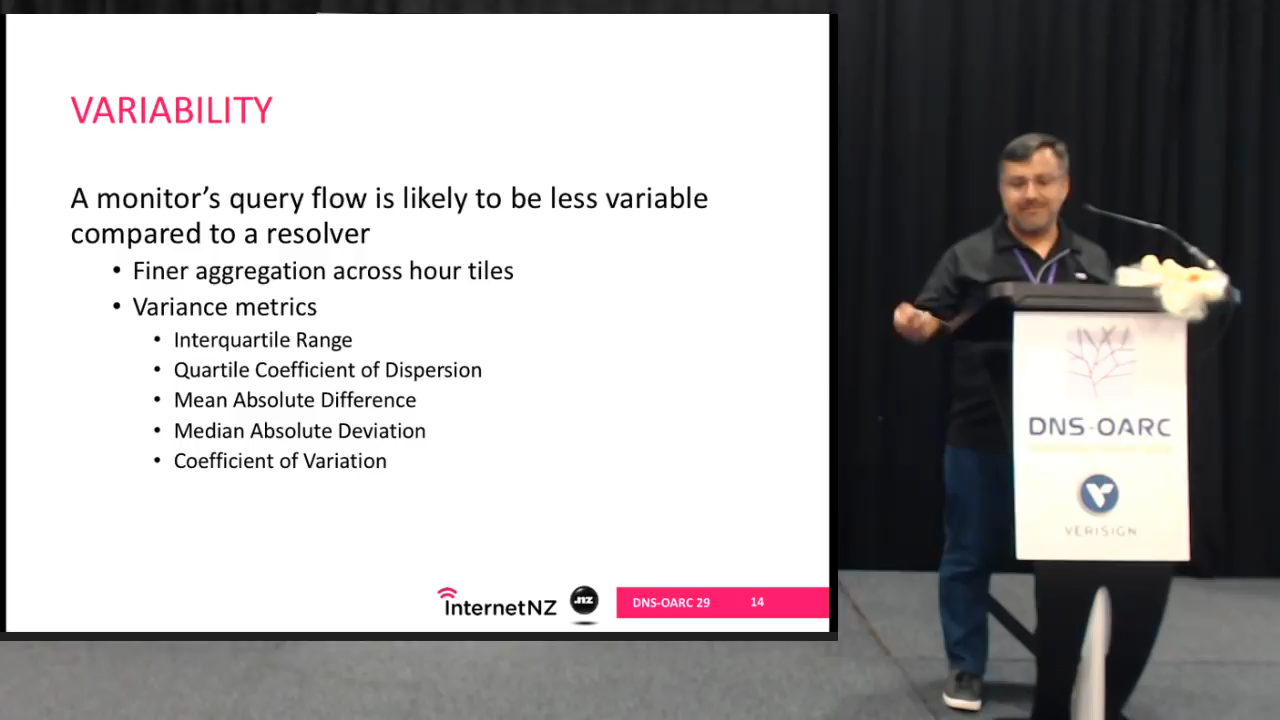 VARIABILITY
A monitor's query flow is likely to be less variable
compared to a resolver
• Finer aggregation across hour tiles
• Variance metrics
• Interquartile Range
• Quartile Coefficient of Dispersion
• Mean Absolute Difference
• Median Absolute Deviation
• Coefficient of Variation
InternetNZ
.nz
DNS-OARC 29
14
DNS-OARC
VERISIGN